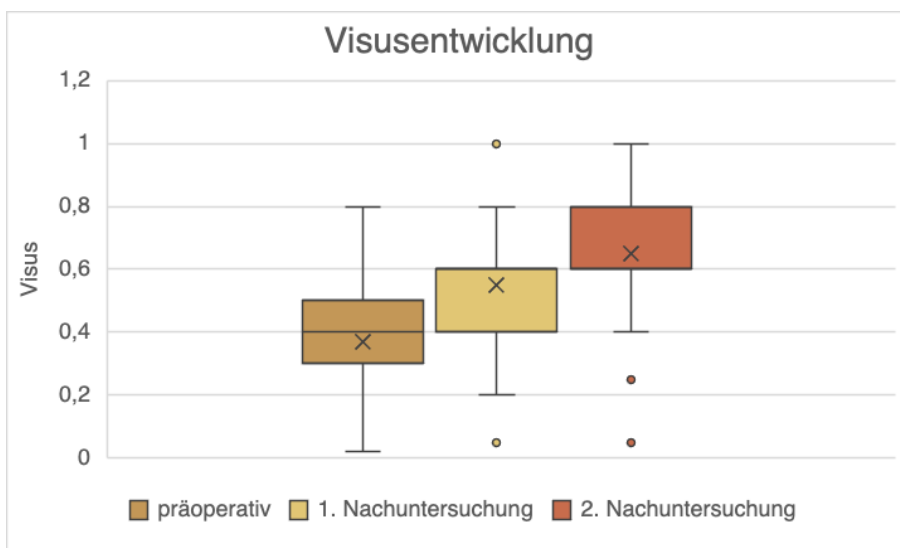 Visusentwicklung
1,2
1
0,8
0,6
0,4
0,2
0
Visus
präoperativ 1. Nachuntersuchung 2. Nachuntersuchung